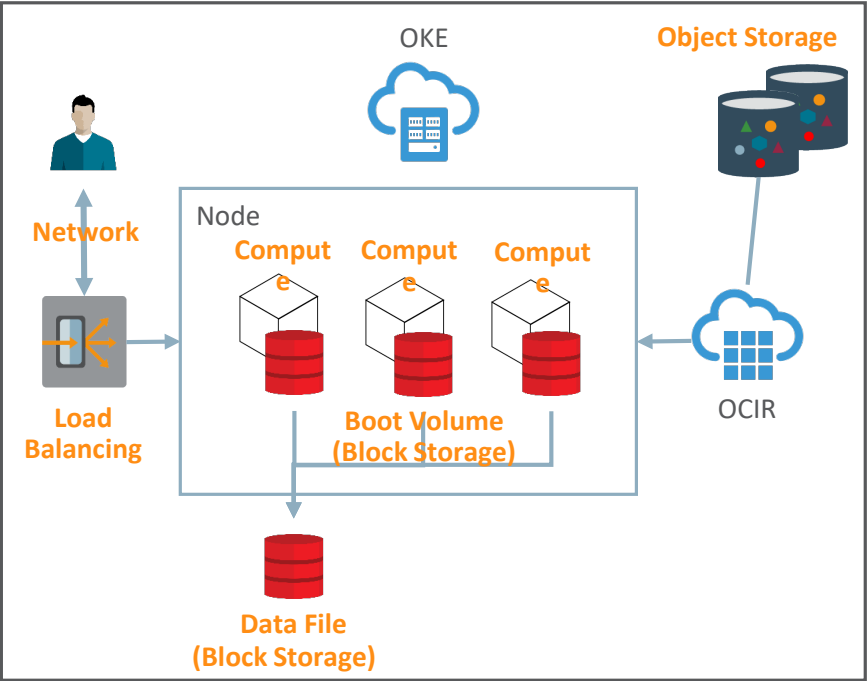 OKE
Object Storage
Network
Node
Comput
e
Comput
e
Comput
e
Load
Balancing
Boot Volume
(Block Storage)
OCIR
Data File
(Block Storage)